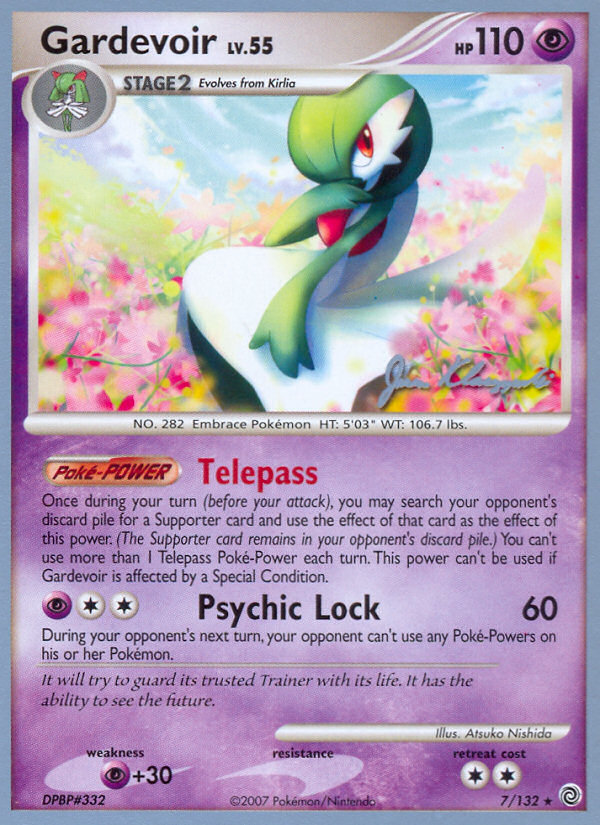 Gardevoir LV.55 HP 110
STAGE2 Evolves from Kirlia
NO. 282 Embrace Pokémon HT: 5'03" WT: 106.7 lbs.
Poké-POWER Telepass
Once during your turn (before your attack), you may search your opponent's
discard pile for a Supporter card and use the effect of that card as the effect
of this power. (The Supporter card remains in your opponent's discard pile.) You can't
use more than 1 Telepass Poké-Power each turn. This power can't be used if
Gardevoir is affected by a Special Condition.
Psychic Lock 60
During your opponent's next turn, your opponent can't use any Poké-Powers on
his or her Pokémon.
It will try to guard its trusted Trainer with its life. It has the
ability to see the future.
Illus. Atsuko Nishida
weakness resistance retreat cost
+30
DPBP#332 ©2007 Pokémon/Nintendo 7/132 ★